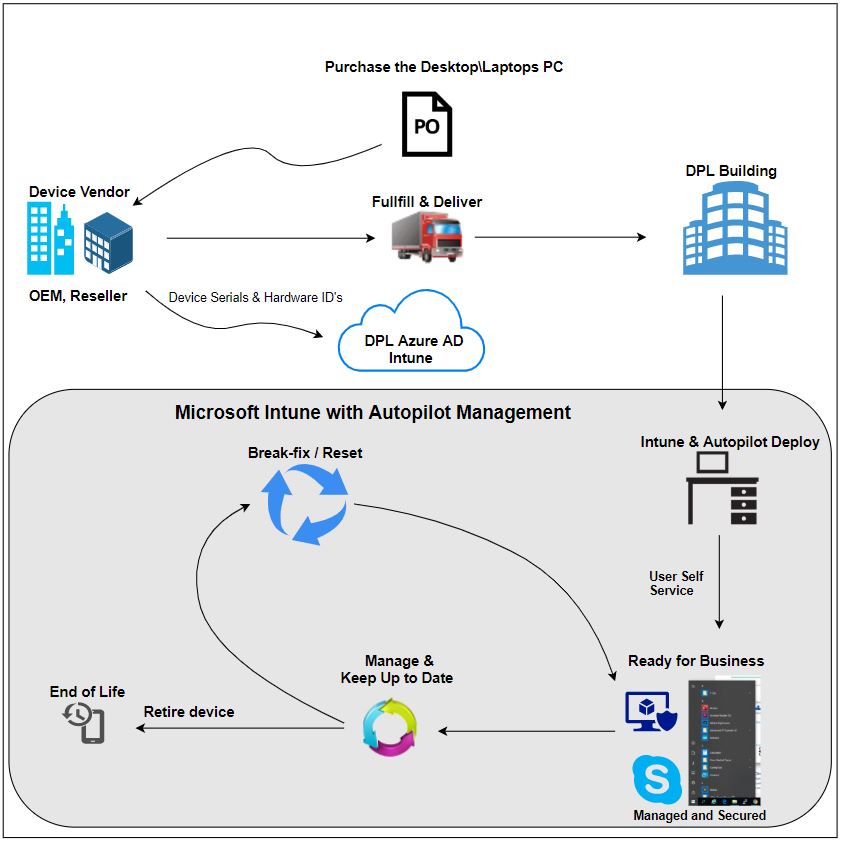 Purchase the Desktop\Laptops PC
PO
Device Vendor
Fullfill & Deliver
DPL Building
OEM, Reseller
Device Serials & Hardware ID's
DPL Azure AD
Intune
Microsoft Intune with Autopilot Management
Break-fix / Reset
Intune & Autopilot Deploy
User Self
Service
Manage &
Keep Up to Date
Ready for Business
End of Life
Retire device
S
Managed and Secured